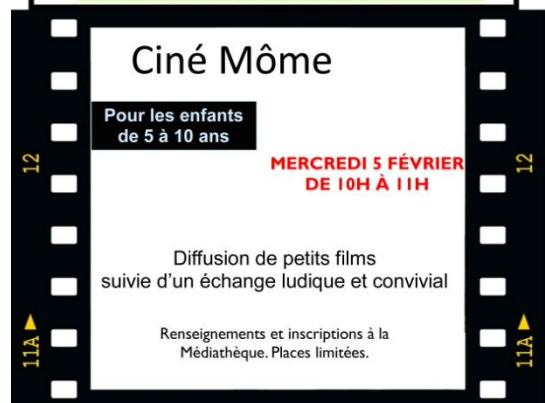 Ciné Môme
Pour les enfants
de 5 à 10 ans
MERCREDI 5 FÉVRIER
DE 10H À 11H
Diffusion de petits films
suivie d'un échange ludique et convivial
Renseignements et inscriptions à la
Médiathèque. Places limitées.
12
12
11A
11A